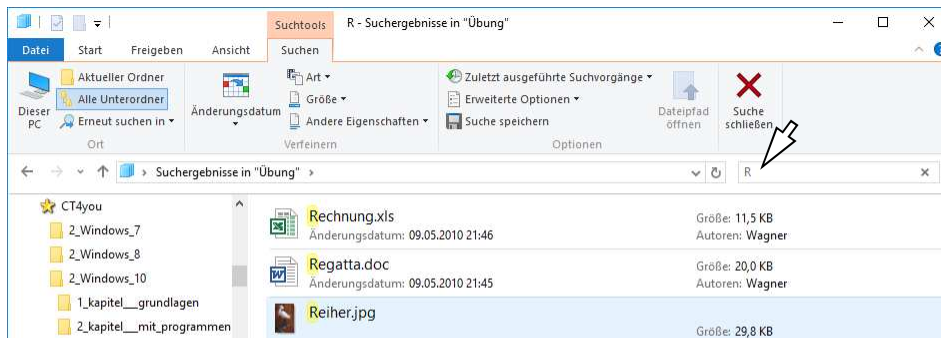 Suchtools
R - Suchergebnisse in "Übung"
Datei Start Freigeben Ansicht Suchen
Dieser PC
Aktueller Ordner
Alle Unterordner
Erneut suchen in
Ort
Änderungsdatum
Art
Größe
Andere Eigenschaften
Verfeinern
Zuletzt ausgeführte Suchvorgänge
Erweiterte Optionen
Suche speichern
Optionen
Dateipfad öffnen
Suche schließen
Suchergebnisse in "Übung"
R
CT4you
2_Windows_7
2_Windows_8
2_Windows_10
1_kapitel__grundlagen
2_kapitel__mit_programmen
Rechnung.xls
Änderungsdatum: 09.05.2010 21:46
Größe: 11,5 KB
Autoren: Wagner
Regatta.doc
Änderungsdatum: 09.05.2010 21:45
Größe: 20,0 KB
Autoren: Wagner
Reiher.jpg
Größe: 29,8 KB